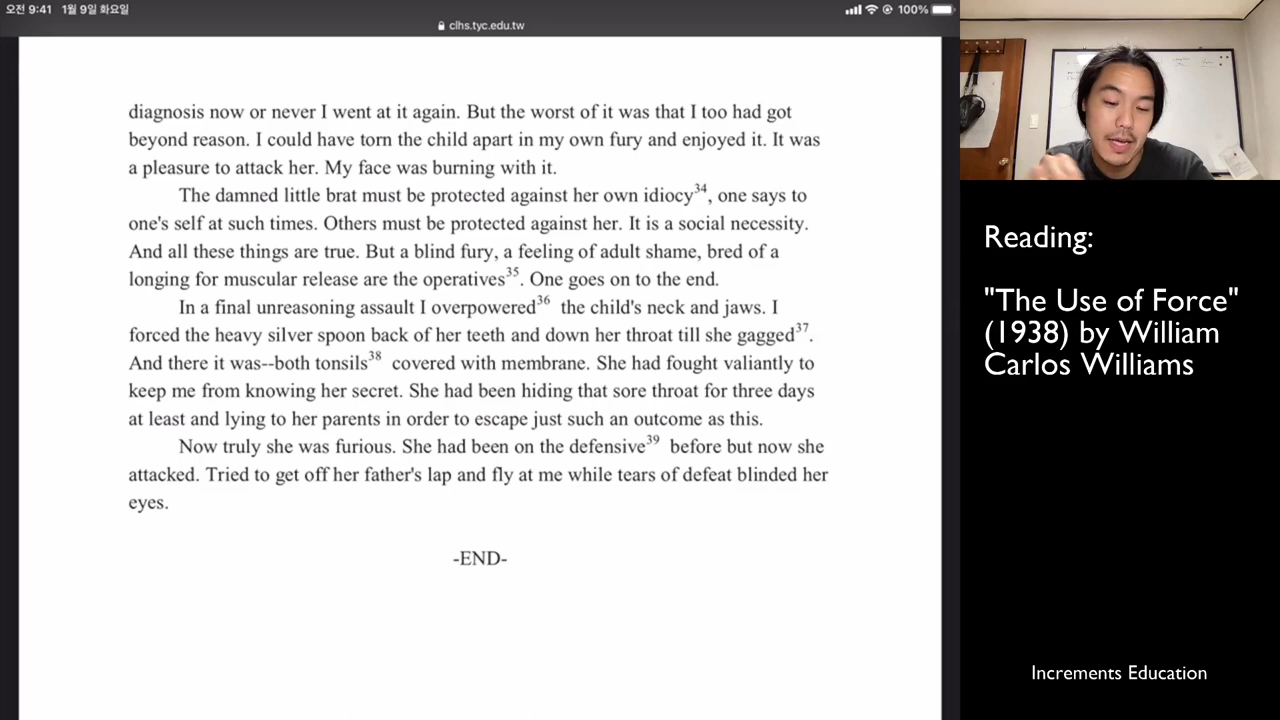 오전 9:41 1월 9일 화요일
100%
clhs.tyc.edu.tw
diagnosis now or never I went at it again. But the worst of it was that I too had got
beyond reason. I could have torn the child apart in my own fury and enjoyed it. It was
a pleasure to attack her. My face was burning with it.
The damned little brat must be protected against her own idiocy34, one says to
one's self at such times. Others must be protected against her. It is a social necessity.
And all these things are true. But a blind fury, a feeling of adult shame, bred of a
longing for muscular release are the operatives35. One goes on to the end.
In a final unreasoning assault I overpowered36 the child's neck and jaws. I
forced the heavy silver spoon back of her teeth and down her throat till she gagged37.
And there it was--both tonsils38 covered with membrane. She had fought valiantly to
keep me from knowing her secret. She had been hiding that sore throat for three days
at least and lying to her parents in order to escape just such an outcome as this.
Now truly she was furious. She had been on the defensive39 before but now she
attacked. Tried to get off her father's lap and fly at me while tears of defeat blinded her
eyes.
-END-
Reading:
"The Use of Force"
(1938) by William
Carlos Williams
Increments Education